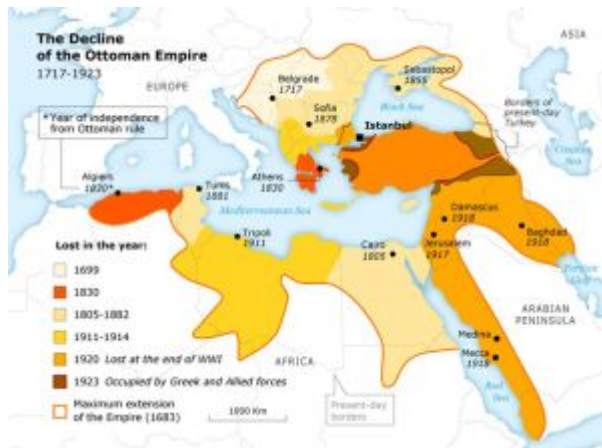 The Decline
of the Ottoman Empire
1717-1923
ASIA
EUROPE
Belgrade
1717
Sebastopol
1855
Sofia
1878
Black Sea
Istanbul
Borders of
present-day
Turkey
Caspian
Sea
*Year of independence
from Ottoman rule
Algiers
1830*
Tunis
1881
Athens
1830
Mediterranean Sea
Tripoli
1911
Damascus
1918
Baghdad
1918
Cairo
1805
Jerusalem
1917
Persian
Gulf
ARABIAN
PENINSULA
Medina
Mecca
1918
Red
Sea
AFRICA
Present-day
borders
Lost in the year:
1699
1830
1805-1882
1911-1914
1920 Lost at the end of WWI
1923 Occupied by Greek and Allied forces
Maximum extension
of the Empire (1683)
1000 Km